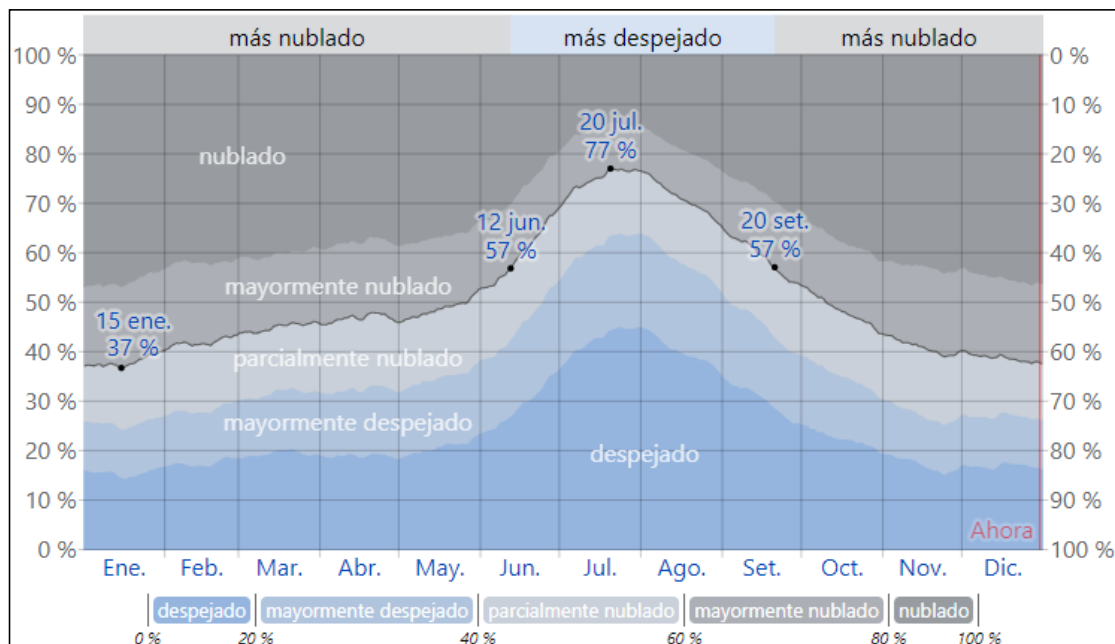 más nublado más despejado más nublado
100 % 0 %
90 % 10 %
20 jul.
nublado 80 % 77 % 20 %
70 % 30 %
12 jun. 20 set.
60 % 57 % 57 % 40 %
mayormente nublado
50 % 50 %
15 ene.
40 % 37 % parcialmente nublado 60 %
30 % 70 %
mayormente despejado
20 % despejado 80 %
10 % 90 %
Ahora
0 % 100 %
Ene. Feb. Mar. Abr. May. Jun. Jul. Ago. Set. Oct. Nov. Dic.
despejado mayormente despejado parcialmente nublado mayormente nublado nublado
0 % 20 % 40 % 60 % 80 % 100 %